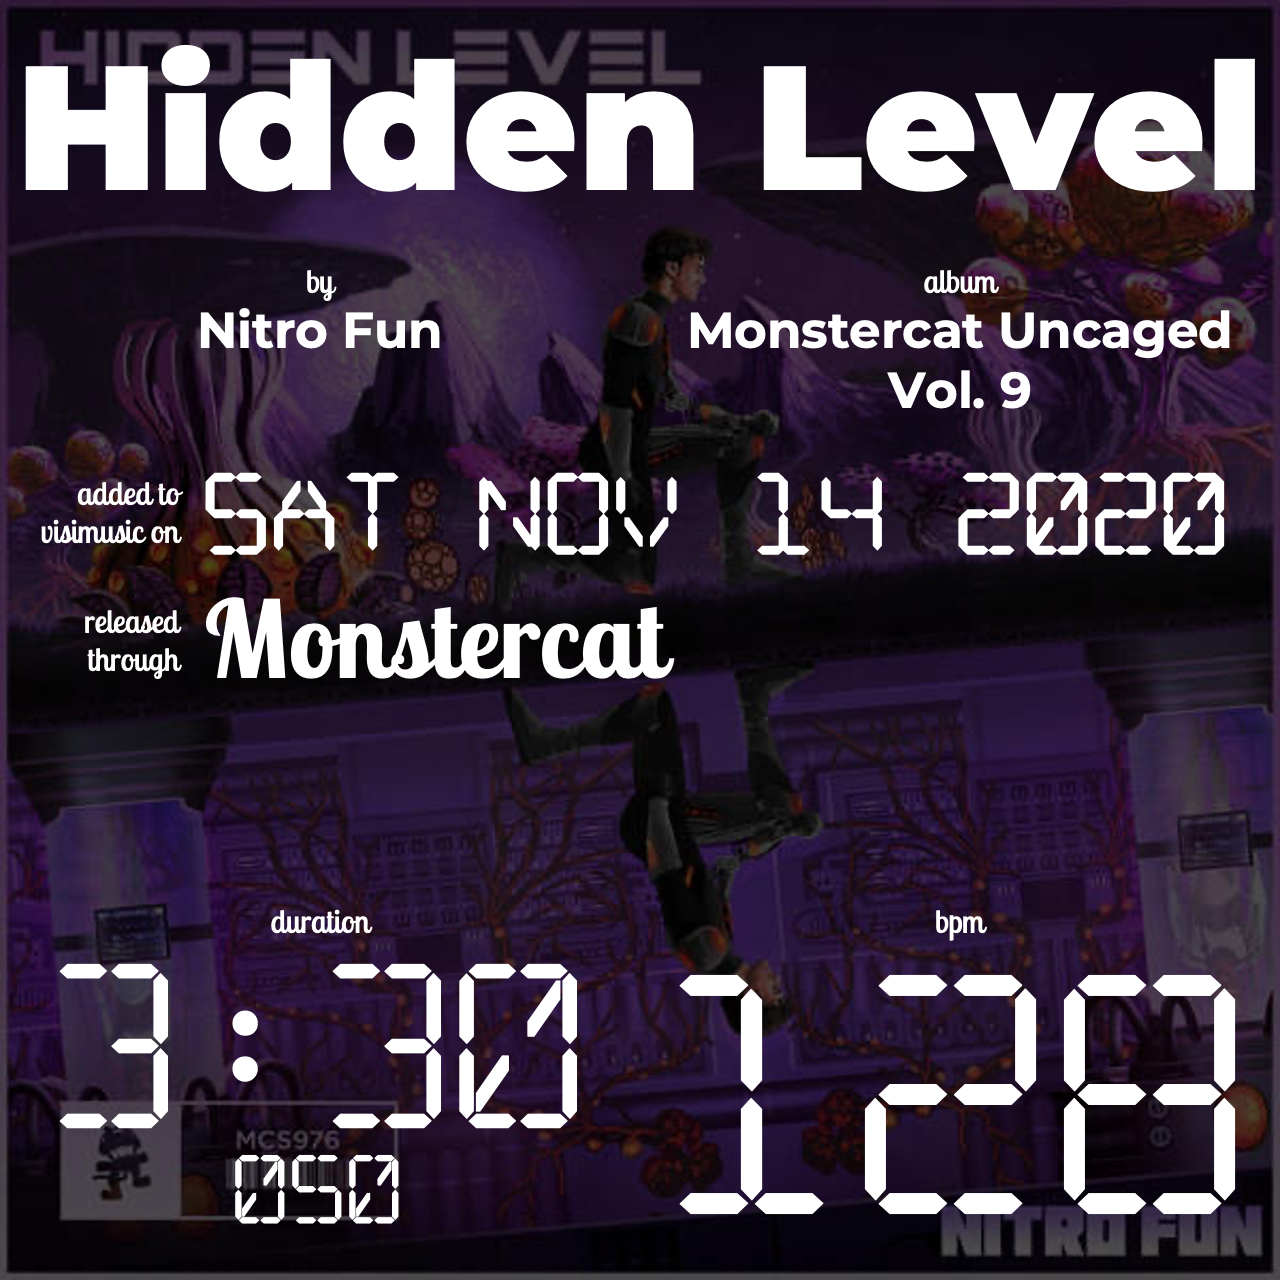 HIDDEN LEVEL
Hidden Level
by
Nitro Fun
album
Monstercat Uncaged
Vol. 9
added to
visimusic on
SAT NOV 14 2020
released
through
Monstercat
duration
3:30
050
bpm
128
MCS976
NITRO FUN